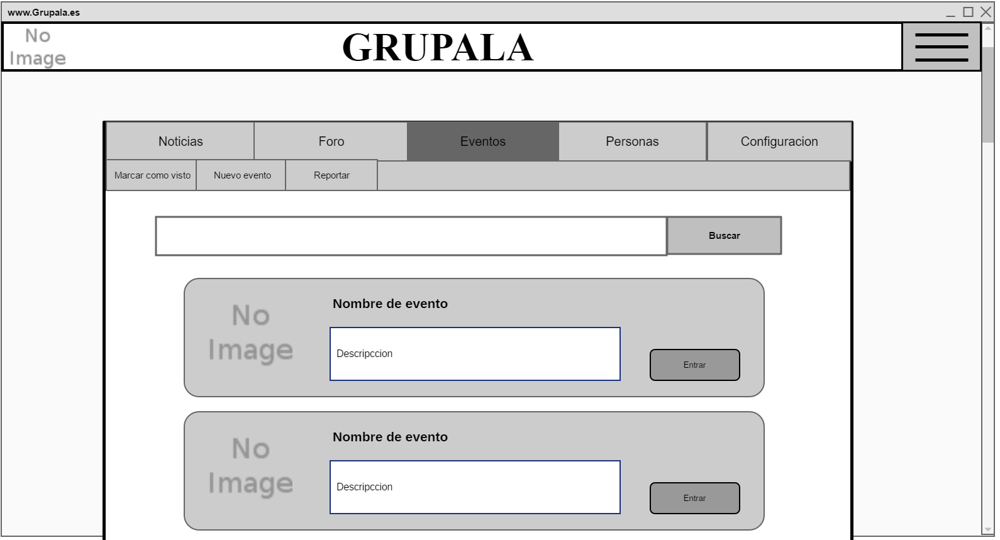 www.Grupala.es
No
Image
GRUPALA
Noticias
Foro
Eventos
Personas
Configuracion
Marcar como visto
Nuevo evento
Reportar
Buscar
No
Image
Nombre de evento
Descripccion
Entrar
No
Image
Nombre de evento
Descripccion
Entrar